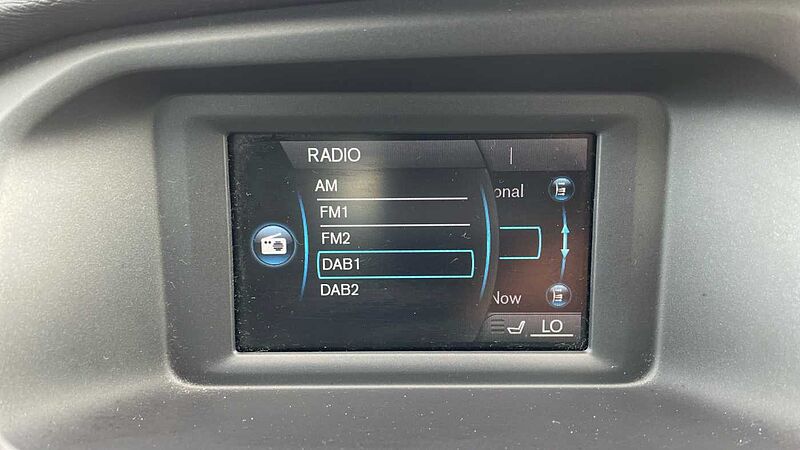 RADIO
AM
FM1
FM2
DAB1
DAB2
onal
Now
LO